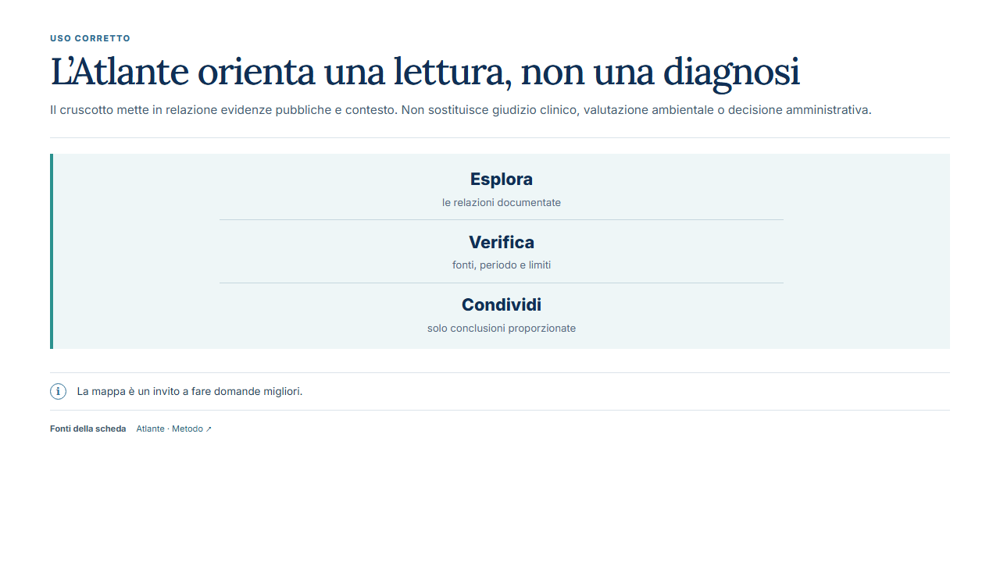 USO CORRETTO
L’Atlante orienta una lettura, non una diagnosi
Il cruscotto mette in relazione evidenze pubbliche e contesto. Non sostituisce giudizio clinico, valutazione ambientale o decisione amministrativa.
Esplora
le relazioni documentate
Verifica
fonti, periodo e limiti
Condividi
solo conclusioni proporzionate
i La mappa è un invito a fare domande migliori.
Fonti della scheda Atlante · Metodo ↗